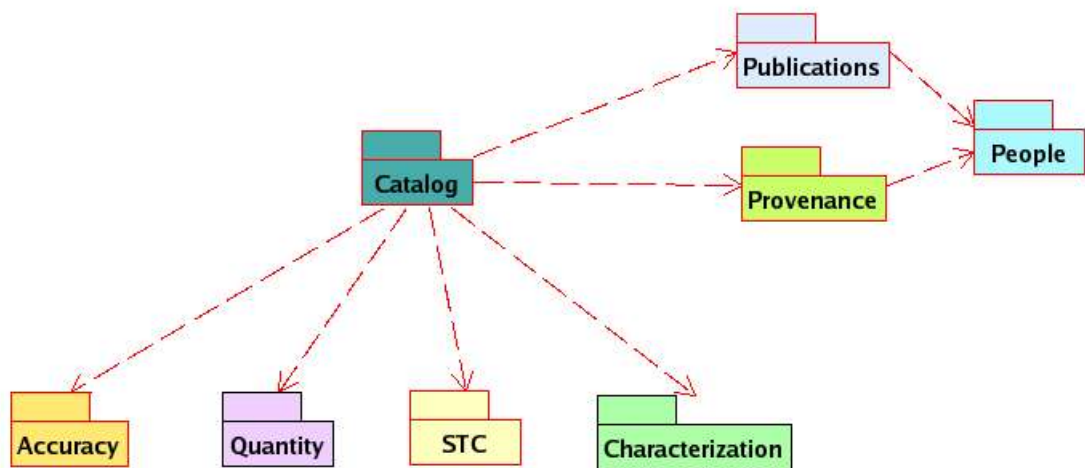 Publications
People
Catalog
Provenance
Accuracy
Quantity
STC
Characterization